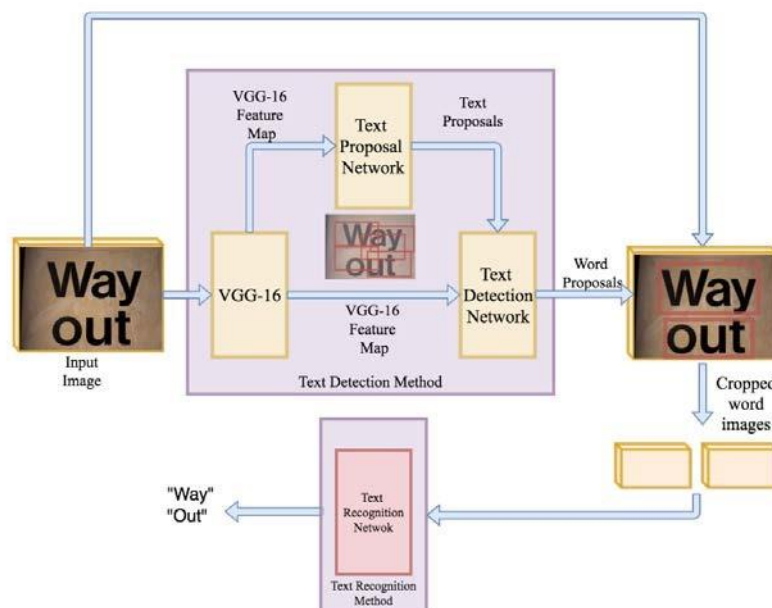 VGG-16
Feature
Map
Text
Proposals
Text
Proposal
Network
Way
out
Way
out
Input
Image
VGG-16
VGG-16
Feature
Map
Text
Detection
Network
Word
Proposals
Way
out
Text Detection Method
Cropped
word
images
"Way"
"Out"
Text
Recognition
Netwok
Text Recognition
Method